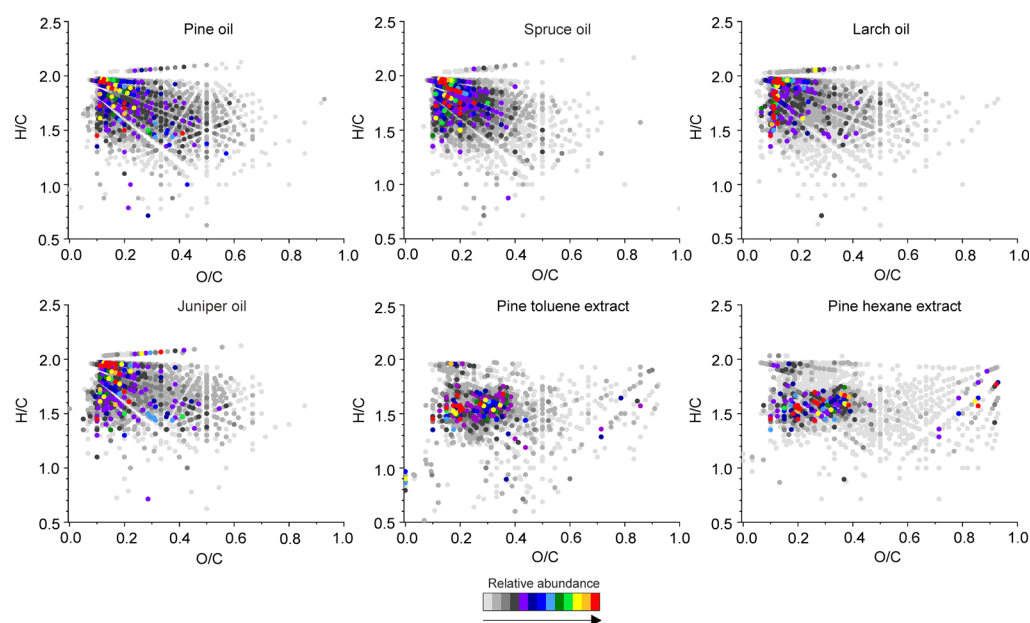 Pine oil
Spruce oil
Larch oil
2.5
2.0
1.5
1.0
0.5
H/C
0.0 0.2 0.4 0.6 0.8 1.0
O/C
2.5
2.0
1.5
1.0
0.5
H/C
0.0 0.2 0.4 0.6 0.8 1.0
O/C
2.5
2.0
1.5
1.0
0.5
H/C
0.0 0.2 0.4 0.6 0.8 1.0
O/C
Juniper oil
Pine toluene extract
Pine hexane extract
2.5
2.0
1.5
1.0
0.5
H/C
0.0 0.2 0.4 0.6 0.8 1.0
O/C
2.5
2.0
1.5
1.0
0.5
H/C
0.0 0.2 0.4 0.6 0.8 1.0
O/C
2.5
2.0
1.5
1.0
0.5
H/C
0.0 0.2 0.4 0.6 0.8 1.0
O/C
Relative abundance